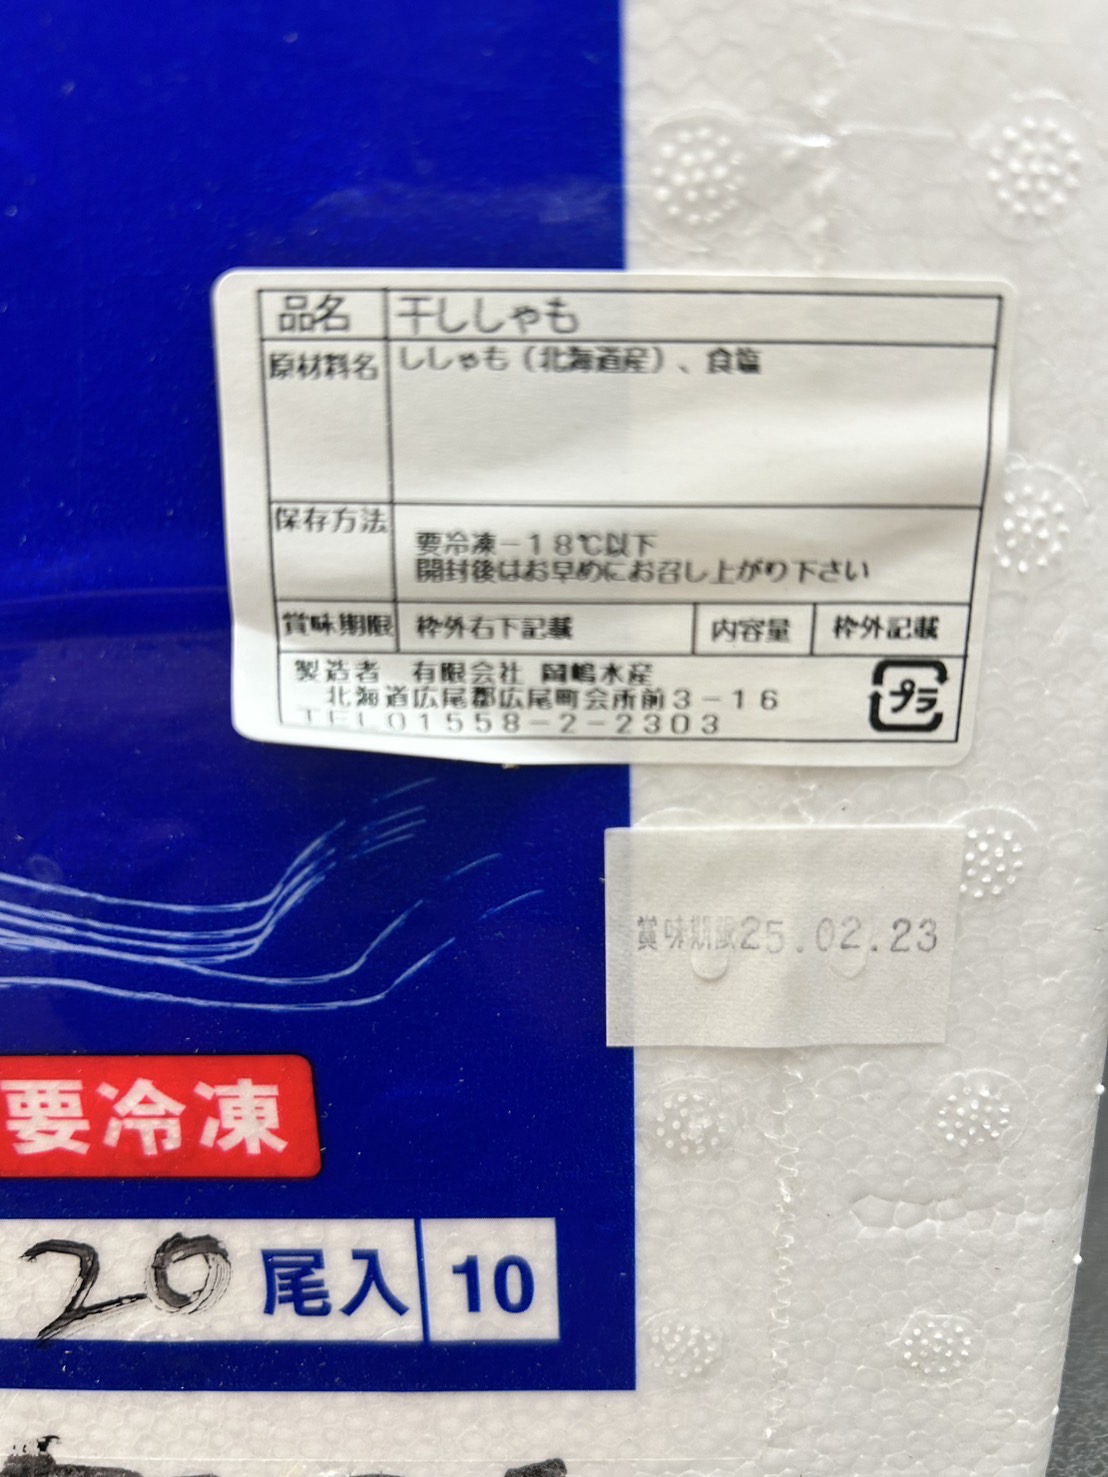 品名 干ししゃも
原材料名 ししゃも（北海道産）、食塩
保存方法 要冷凍－１８℃以下
開封後はお早めにお召し上がり下さい
賞味期限 枠外右下記載 内容量 枠外記載
製造者 有限会社 岡嶋水産
北海道広尾郡広尾町会所前３－１６
ＴＥＬ０１５５８－２－２３０３
プラ
賞味期限25.02.23
要冷凍
20 尾入 10